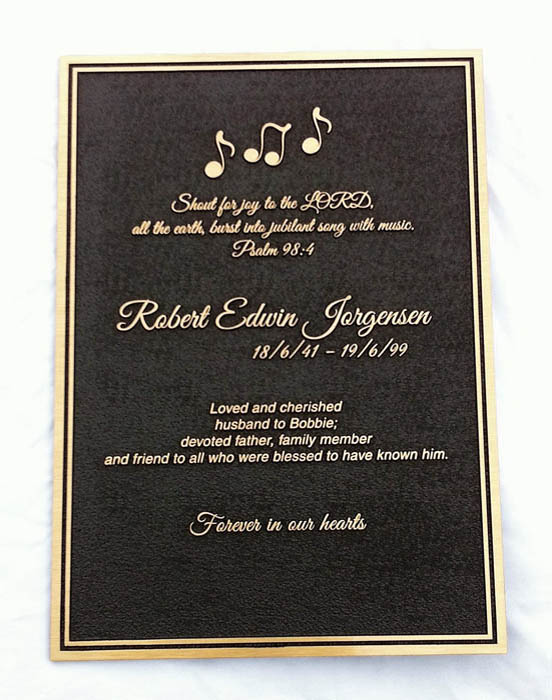 Shout for joy to the LORD,
all the earth, burst into jubilant song with music.
Psalm 98:4
Robert Edwin Jorgensen
18/6/41 – 19/6/99
Loved and cherished
husband to Bobbie;
devoted father, family member
and friend to all who were blessed to have known him.
Forever in our hearts